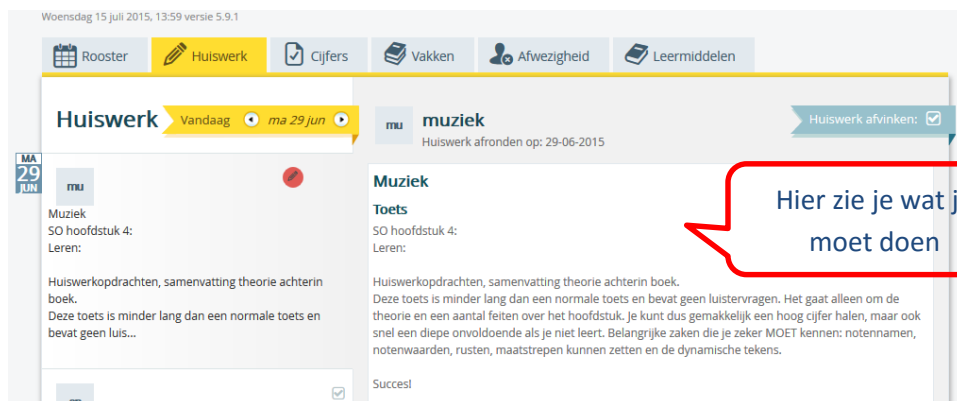 Woensdag 15 juli 2015, 13:59 versie 5.9.1
Rooster Huiswerk Cijfers Vakken Afwezigheid Leermiddelen
Huiswerk Vandaag ma 29 jun
mu muziek
Huiswerk afronden op: 29-06-2015
Huiswerk afvinken:
MA
29
JUN
mu
Muziek
SO hoofdstuk 4:
Leren:
Huiswerkopdrachten, samenvatting theorie achterin
boek.
Deze toets is minder lang dan een normale toets en
bevat geen luis...
Muziek
Toets
SO hoofdstuk 4:
Leren:
Huiswerkopdrachten, samenvatting theorie achterin boek.
Deze toets is minder lang dan een normale toets en bevat geen luistervragen. Het gaat alleen om de
theorie en een aantal feiten over het hoofdstuk. Je kunt dus gemakkelijk een hoog cijfer halen, maar ook
snel een diepe onvoldoende als je niet leert. Belangrijke zaken die je zeker MOET kennen: notennamen,
notenwaarden, rusten, maatstrepen kunnen zetten en de dynamische tekens.
Succes!
Hier zie je wat j
moet doen